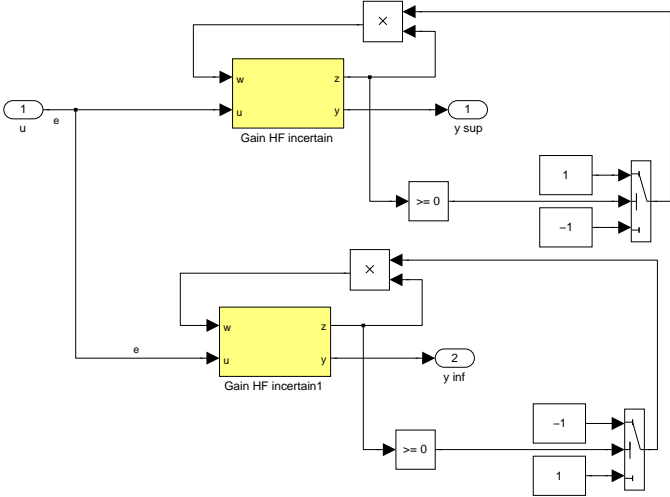 ×
w
z
1
u
y
1
e
u
Gain HF incertain
y sup
1
>= 0
−1
×
w
z
e
u
y
2
Gain HF incertain1
y inf
−1
>= 0
1